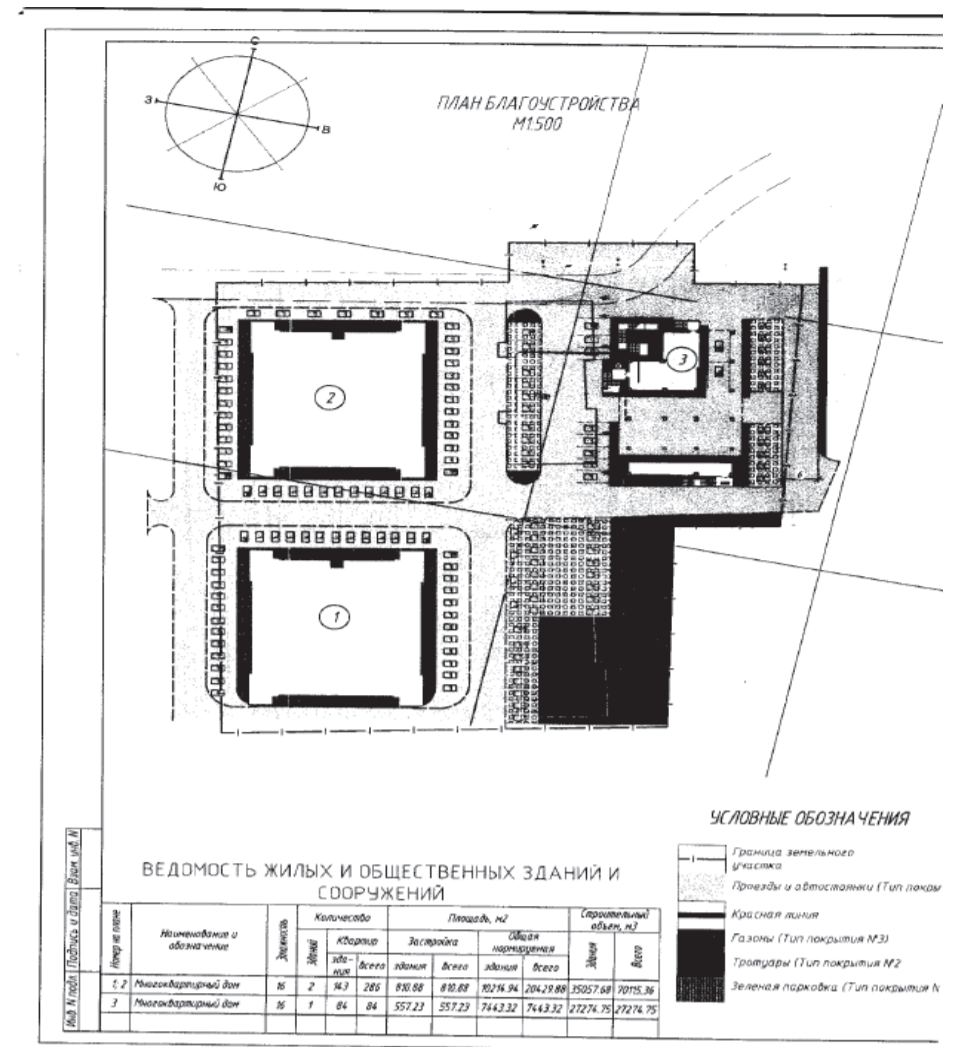 С
З
В
Ю
ПЛАН БЛАГОУСТРОЙСТВА
М1:500
2
3
1
6
УСЛОВНЫЕ ОБОЗНАЧЕНИЯ
Граница земельного
участка
Проезды и автостоянки (Тип покры
Красная линия
Газоны (Тип покрытия №3)
Тротуары (Тип покрытия №2
Зеленая парковка (Тип покрытия N
ВЕДОМОСТЬ ЖИЛЫХ И ОБЩЕСТВЕННЫХ ЗДАНИЙ И
СООРУЖЕНИЙ
Номер на плане
Наименование и
обозначение
Этажность
Количество
Зданий
Квартир
зда-
ния
всего
Площадь, м2
Застройка
здания
всего
Общая
нормируемая
здания
всего
Строительный
объем, м3
Здания
Всего
1, 2 Многоквартирный дом 16 2 143 286 810.88 810.88 10214.94 20429.88 35057.68 70115.36
3 Многоквартирный дом 16 1 84 84 557.23 557.23 7443.32 7443.32 27274.75 27274.75
Взам. инв. N
Подпись и дата
Инв. N подл.